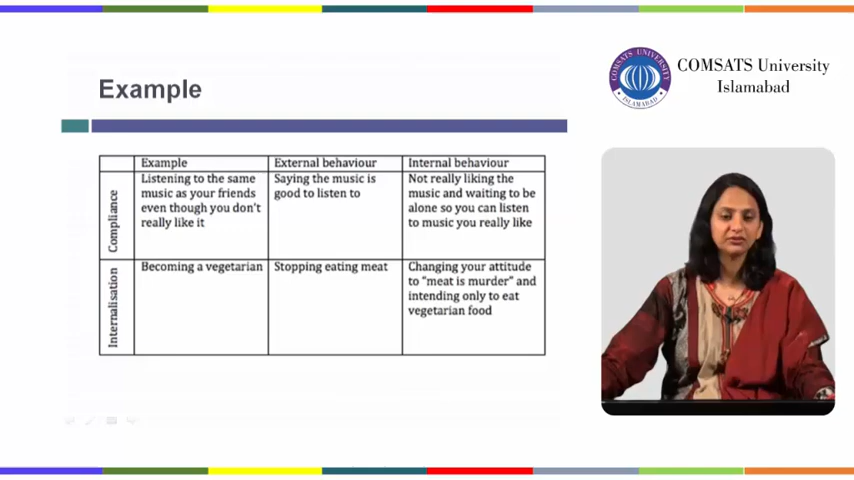 Example
COMSATS University
Islamabad
COMSATS UNIVERSITY
ISLAMABAD
Example
External behaviour
Internal behaviour
Compliance
Listening to the same
music as your friends
even though you don't
really like it
Saying the music is
good to listen to
Not really liking the
music and waiting to be
alone so you can listen
to music you really like
Internalisation
Becoming a vegetarian
Stopping eating meat
Changing your attitude
to "meat is murder" and
intending only to eat
vegetarian food